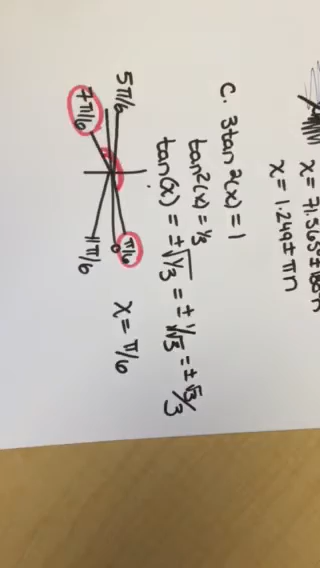 x = 71.565 ± 180n
x = 1.249 ± πn
c. 3tan²(x) = 1
tan²(x) = 1/3
tan(x) = ±√1/3 = ± 1/√3 = ± √3/3
5π/6
π/6
7π/6
11π/6
x = π/6